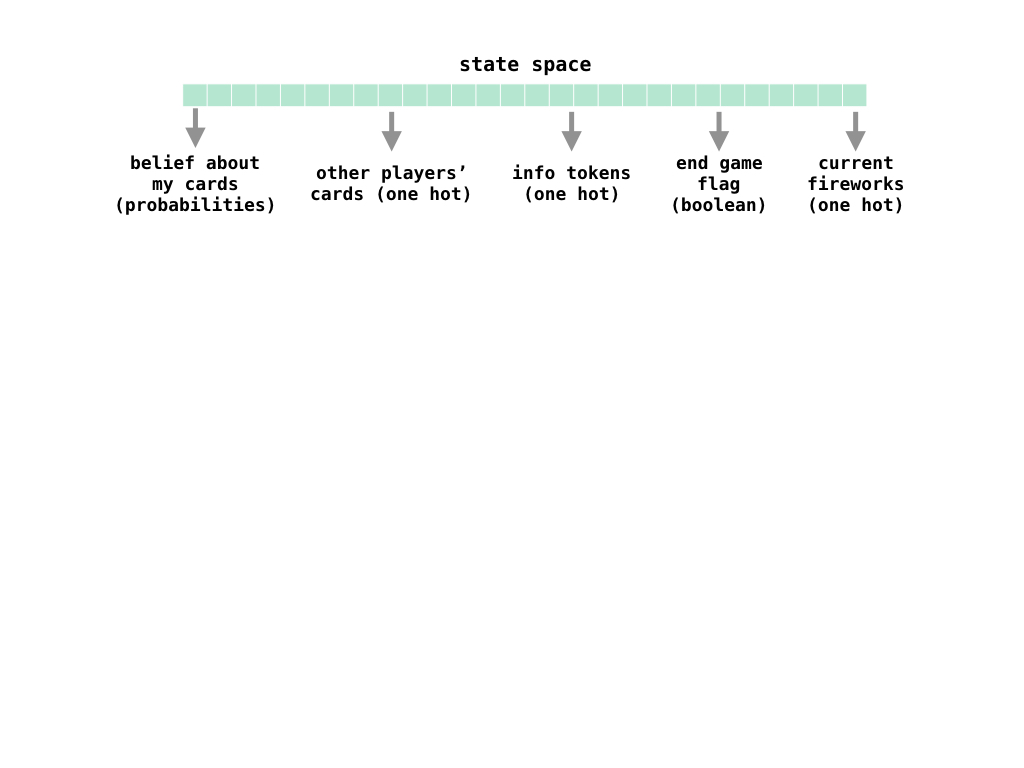 state space
belief about
my cards
(probabilities)
other players’
cards (one hot)
info tokens
(one hot)
end game
flag
(boolean)
current
fireworks
(one hot)